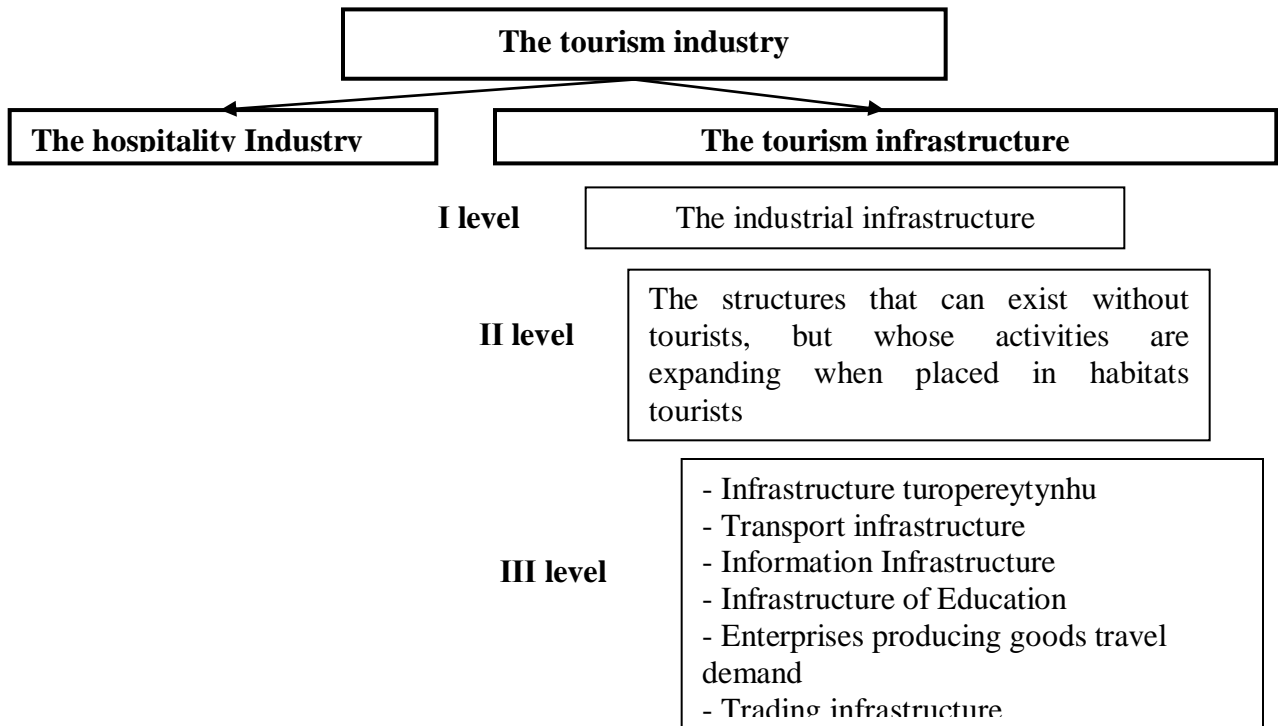 The tourism industry
The hospitality Industry
The tourism infrastructure
I level
The industrial infrastructure
II level
The structures that can exist without
tourists, but whose activities are
expanding when placed in habitats
tourists
III level
- Infrastructure turopereytynhu
- Transport infrastructure
- Information Infrastructure
- Infrastructure of Education
- Enterprises producing goods travel
demand
- Trading infrastructure